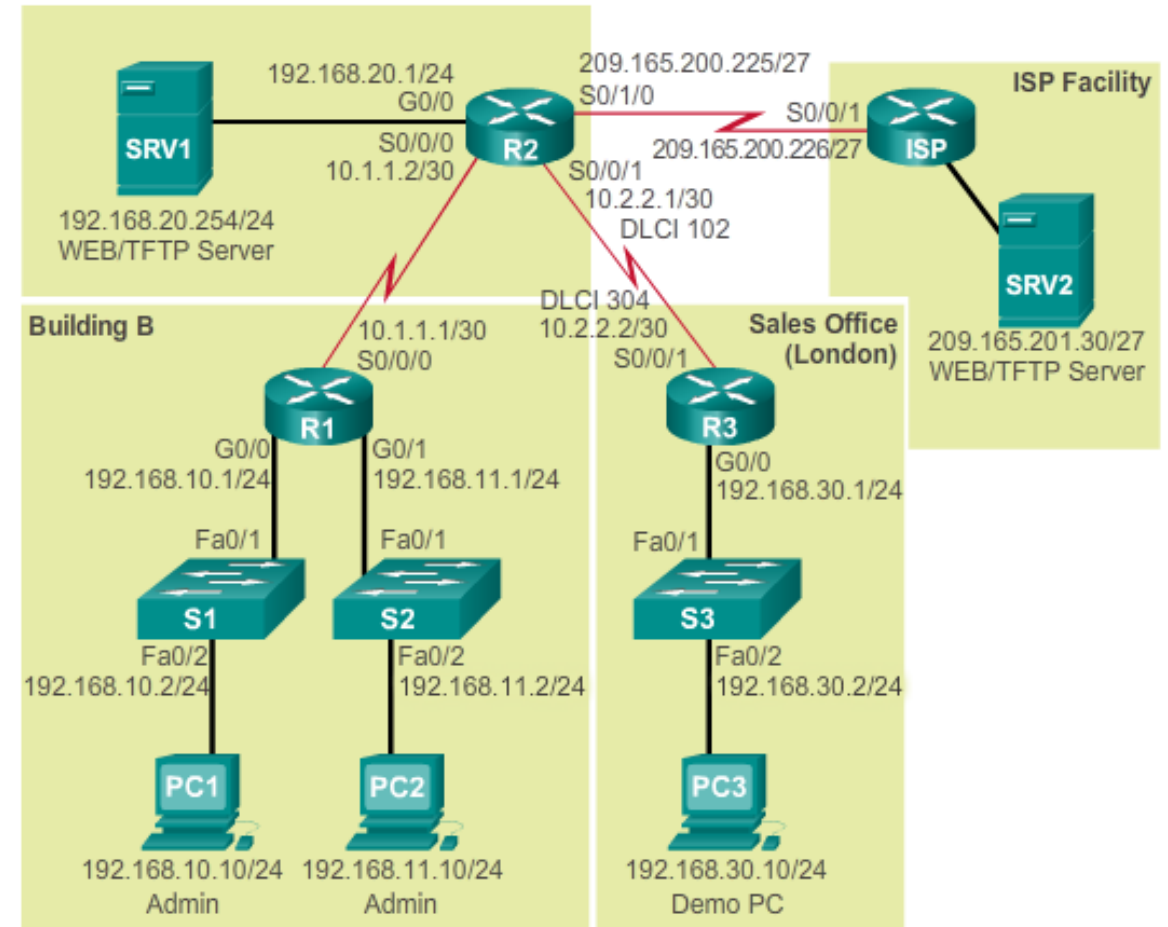 192.168.20.1/24
G0/0
SRV1
S0/0/0
10.1.1.2/30
192.168.20.254/24
WEB/TFTP Server
R2
209.165.200.225/27
S0/1/0
S0/0/1
209.165.200.226/27
ISP
ISP Facility
S0/0/1
10.2.2.1/30
DLCI 102
SRV2
209.165.201.30/27
WEB/TFTP Server
Building B
10.1.1.1/30
S0/0/0
R1
G0/0
192.168.10.1/24
G0/1
192.168.11.1/24
Fa0/1
Fa0/1
S1
S2
Fa0/2
192.168.10.2/24
Fa0/2
192.168.11.2/24
PC1
PC2
192.168.10.10/24
Admin
192.168.11.10/24
Admin
DLCI 304
10.2.2.2/30
S0/0/1
Sales Office
(London)
R3
G0/0
192.168.30.1/24
Fa0/1
S3
Fa0/2
192.168.30.2/24
PC3
192.168.30.10/24
Demo PC